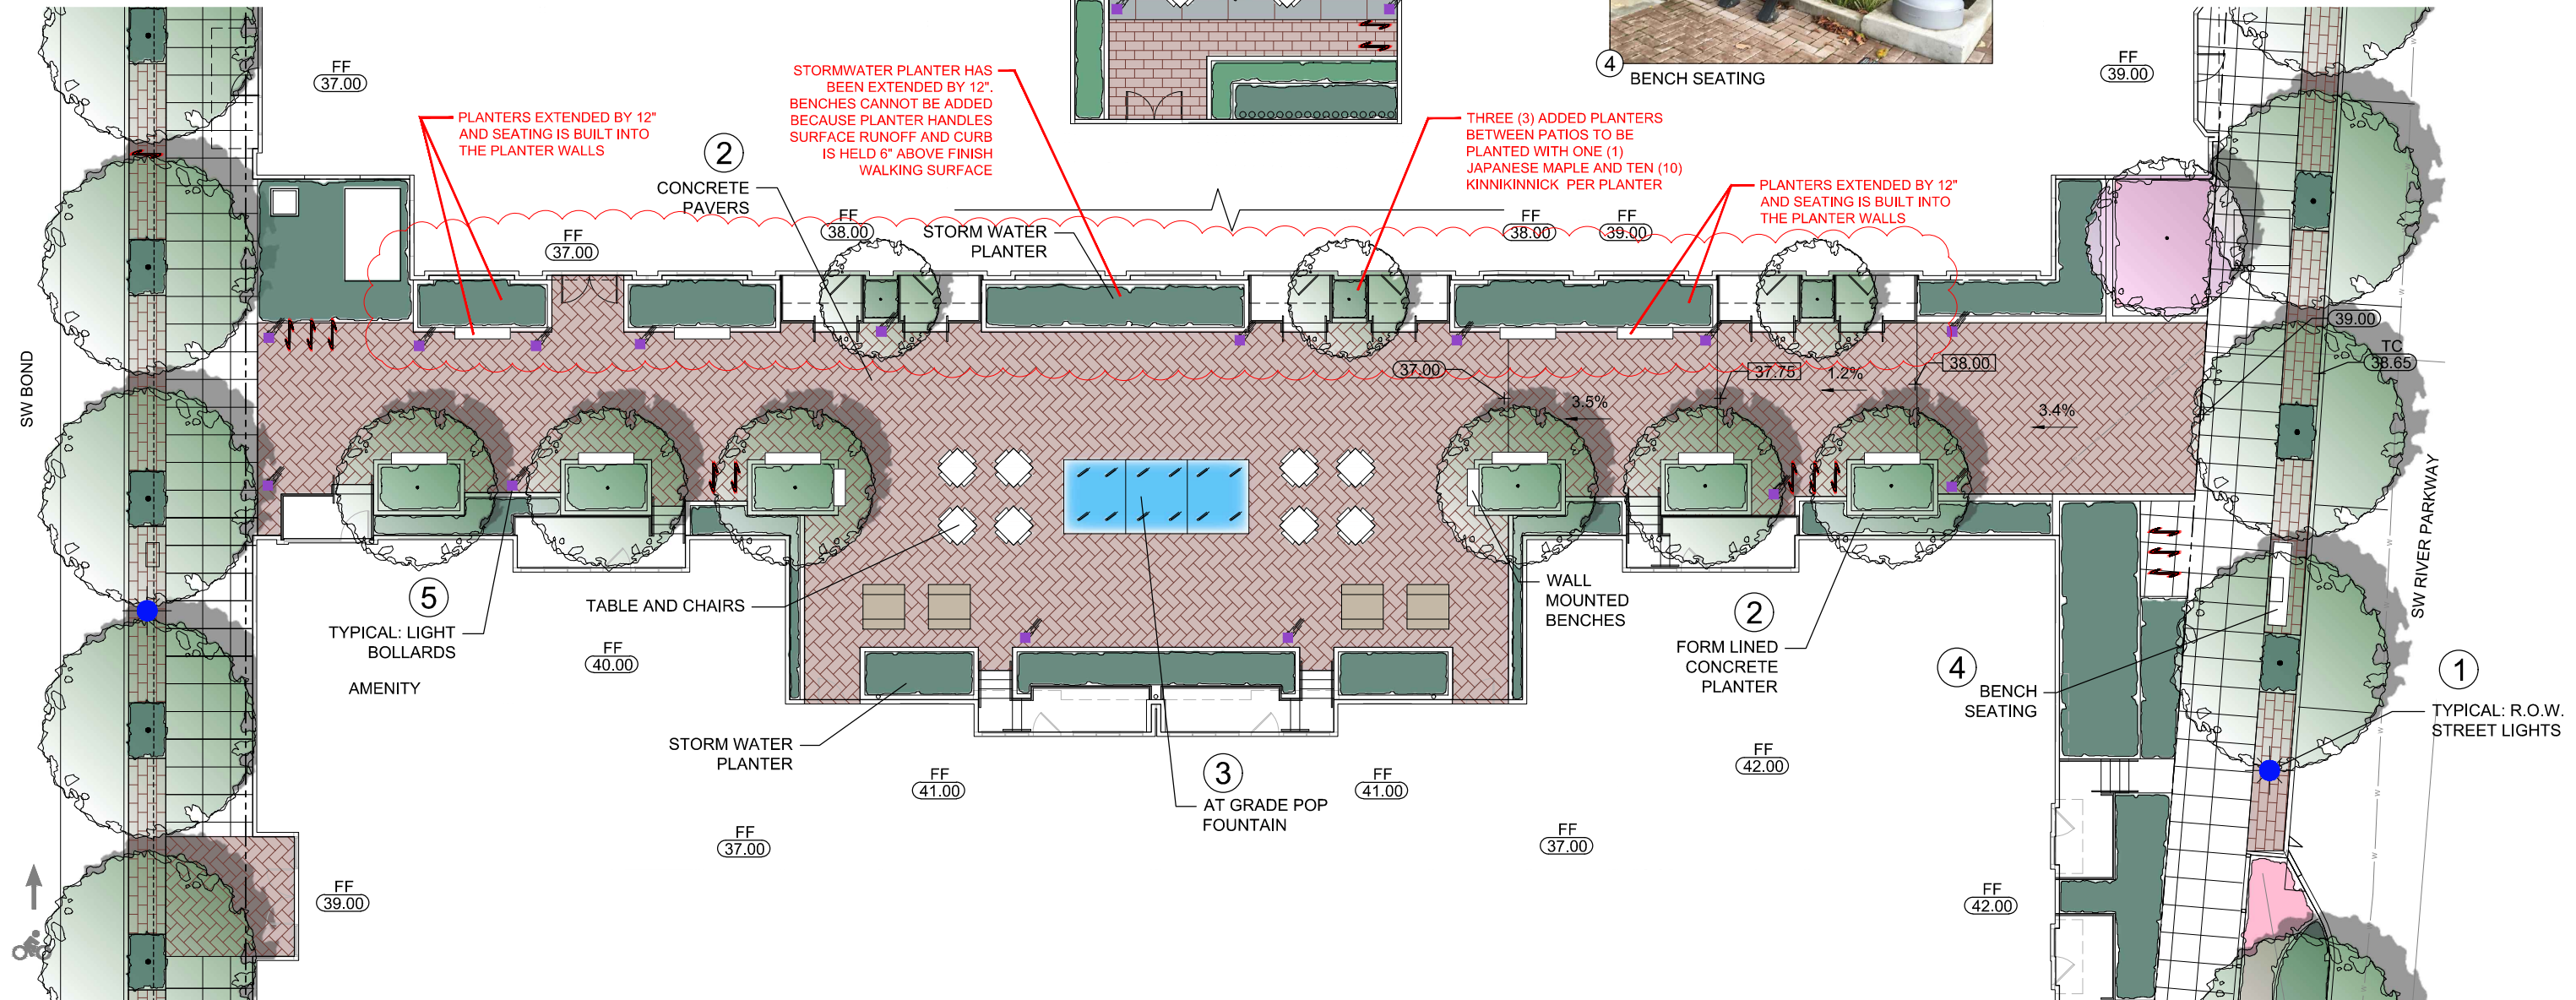 4
BENCH SEATING
FF
37.00
FF
39.00
STORMWATER PLANTER HAS
BEEN EXTENDED BY 12".
BENCHES CANNOT BE ADDED
BECAUSE PLANTER HANDLES
SURFACE RUNOFF AND CURB
IS HELD 6" ABOVE FINISH
WALKING SURFACE
PLANTERS EXTENDED BY 12"
AND SEATING IS BUILT INTO
THE PLANTER WALLS
THREE (3) ADDED PLANTERS
BETWEEN PATIOS TO BE
PLANTED WITH ONE (1)
JAPANESE MAPLE AND TEN (10)
KINNIKINNICK PER PLANTER
PLANTERS EXTENDED BY 12"
AND SEATING IS BUILT INTO
THE PLANTER WALLS
2
CONCRETE
PAVERS
FF
37.00
FF
38.00
STORM WATER
PLANTER
FF
38.00
FF
39.00
39.00
TC
38.65
37.00
37.75
1.2%
38.00
3.5%
3.4%
SW BOND
SW RIVER PARKWAY
5
TYPICAL: LIGHT
BOLLARDS
AMENITY
TABLE AND CHAIRS
FF
40.00
WALL
MOUNTED
BENCHES
2
FORM LINED
CONCRETE
PLANTER
4
BENCH
SEATING
1
TYPICAL: R.O.W.
STREET LIGHTS
STORM WATER
PLANTER
3
AT GRADE POP
FOUNTAIN
FF
41.00
FF
41.00
FF
42.00
FF
37.00
FF
37.00
FF
39.00
FF
42.00
W
W
W
W
W